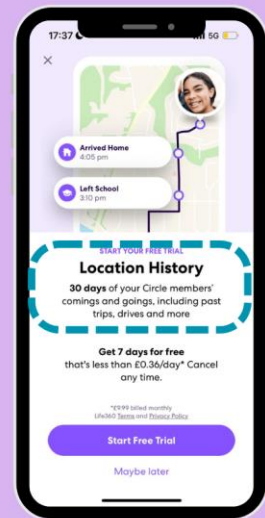 17:37
5G
Arrived Home
4:05 pm
Left School
3:10 pm
START YOUR FREE TRIAL
Location History
30 days of your Circle members'
comings and goings, including past
trips, drives and more
Get 7 days for free
that's less than £0.36/day* Cancel
any time.
*£9.99 billed monthly
Life360 Terms and Privacy Policy
Start Free Trial
Maybe later